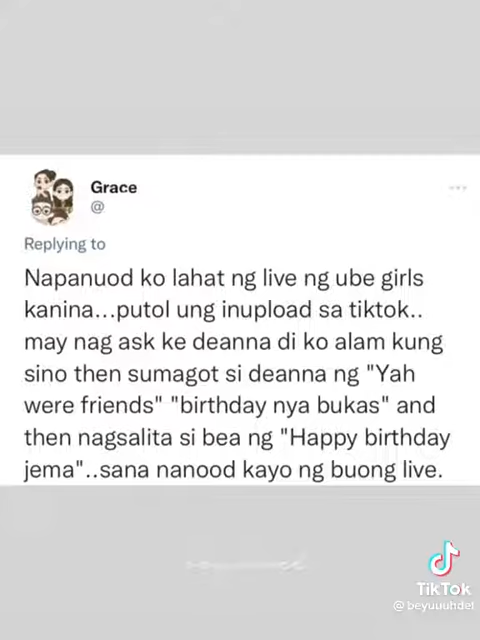 Grace
@
Replying to
Napanuod ko lahat ng live ng ube girls
kanina...putol ung inupload sa tiktok..
may nag ask ke deanna di ko alam kung
sino then sumagot si deanna ng "Yah
were friends" "birthday nya bukas" and
then nagsalita si bea ng "Happy birthday
jema"..sana nanood kayo ng buong live.
TikTok
@beyuuuhdel